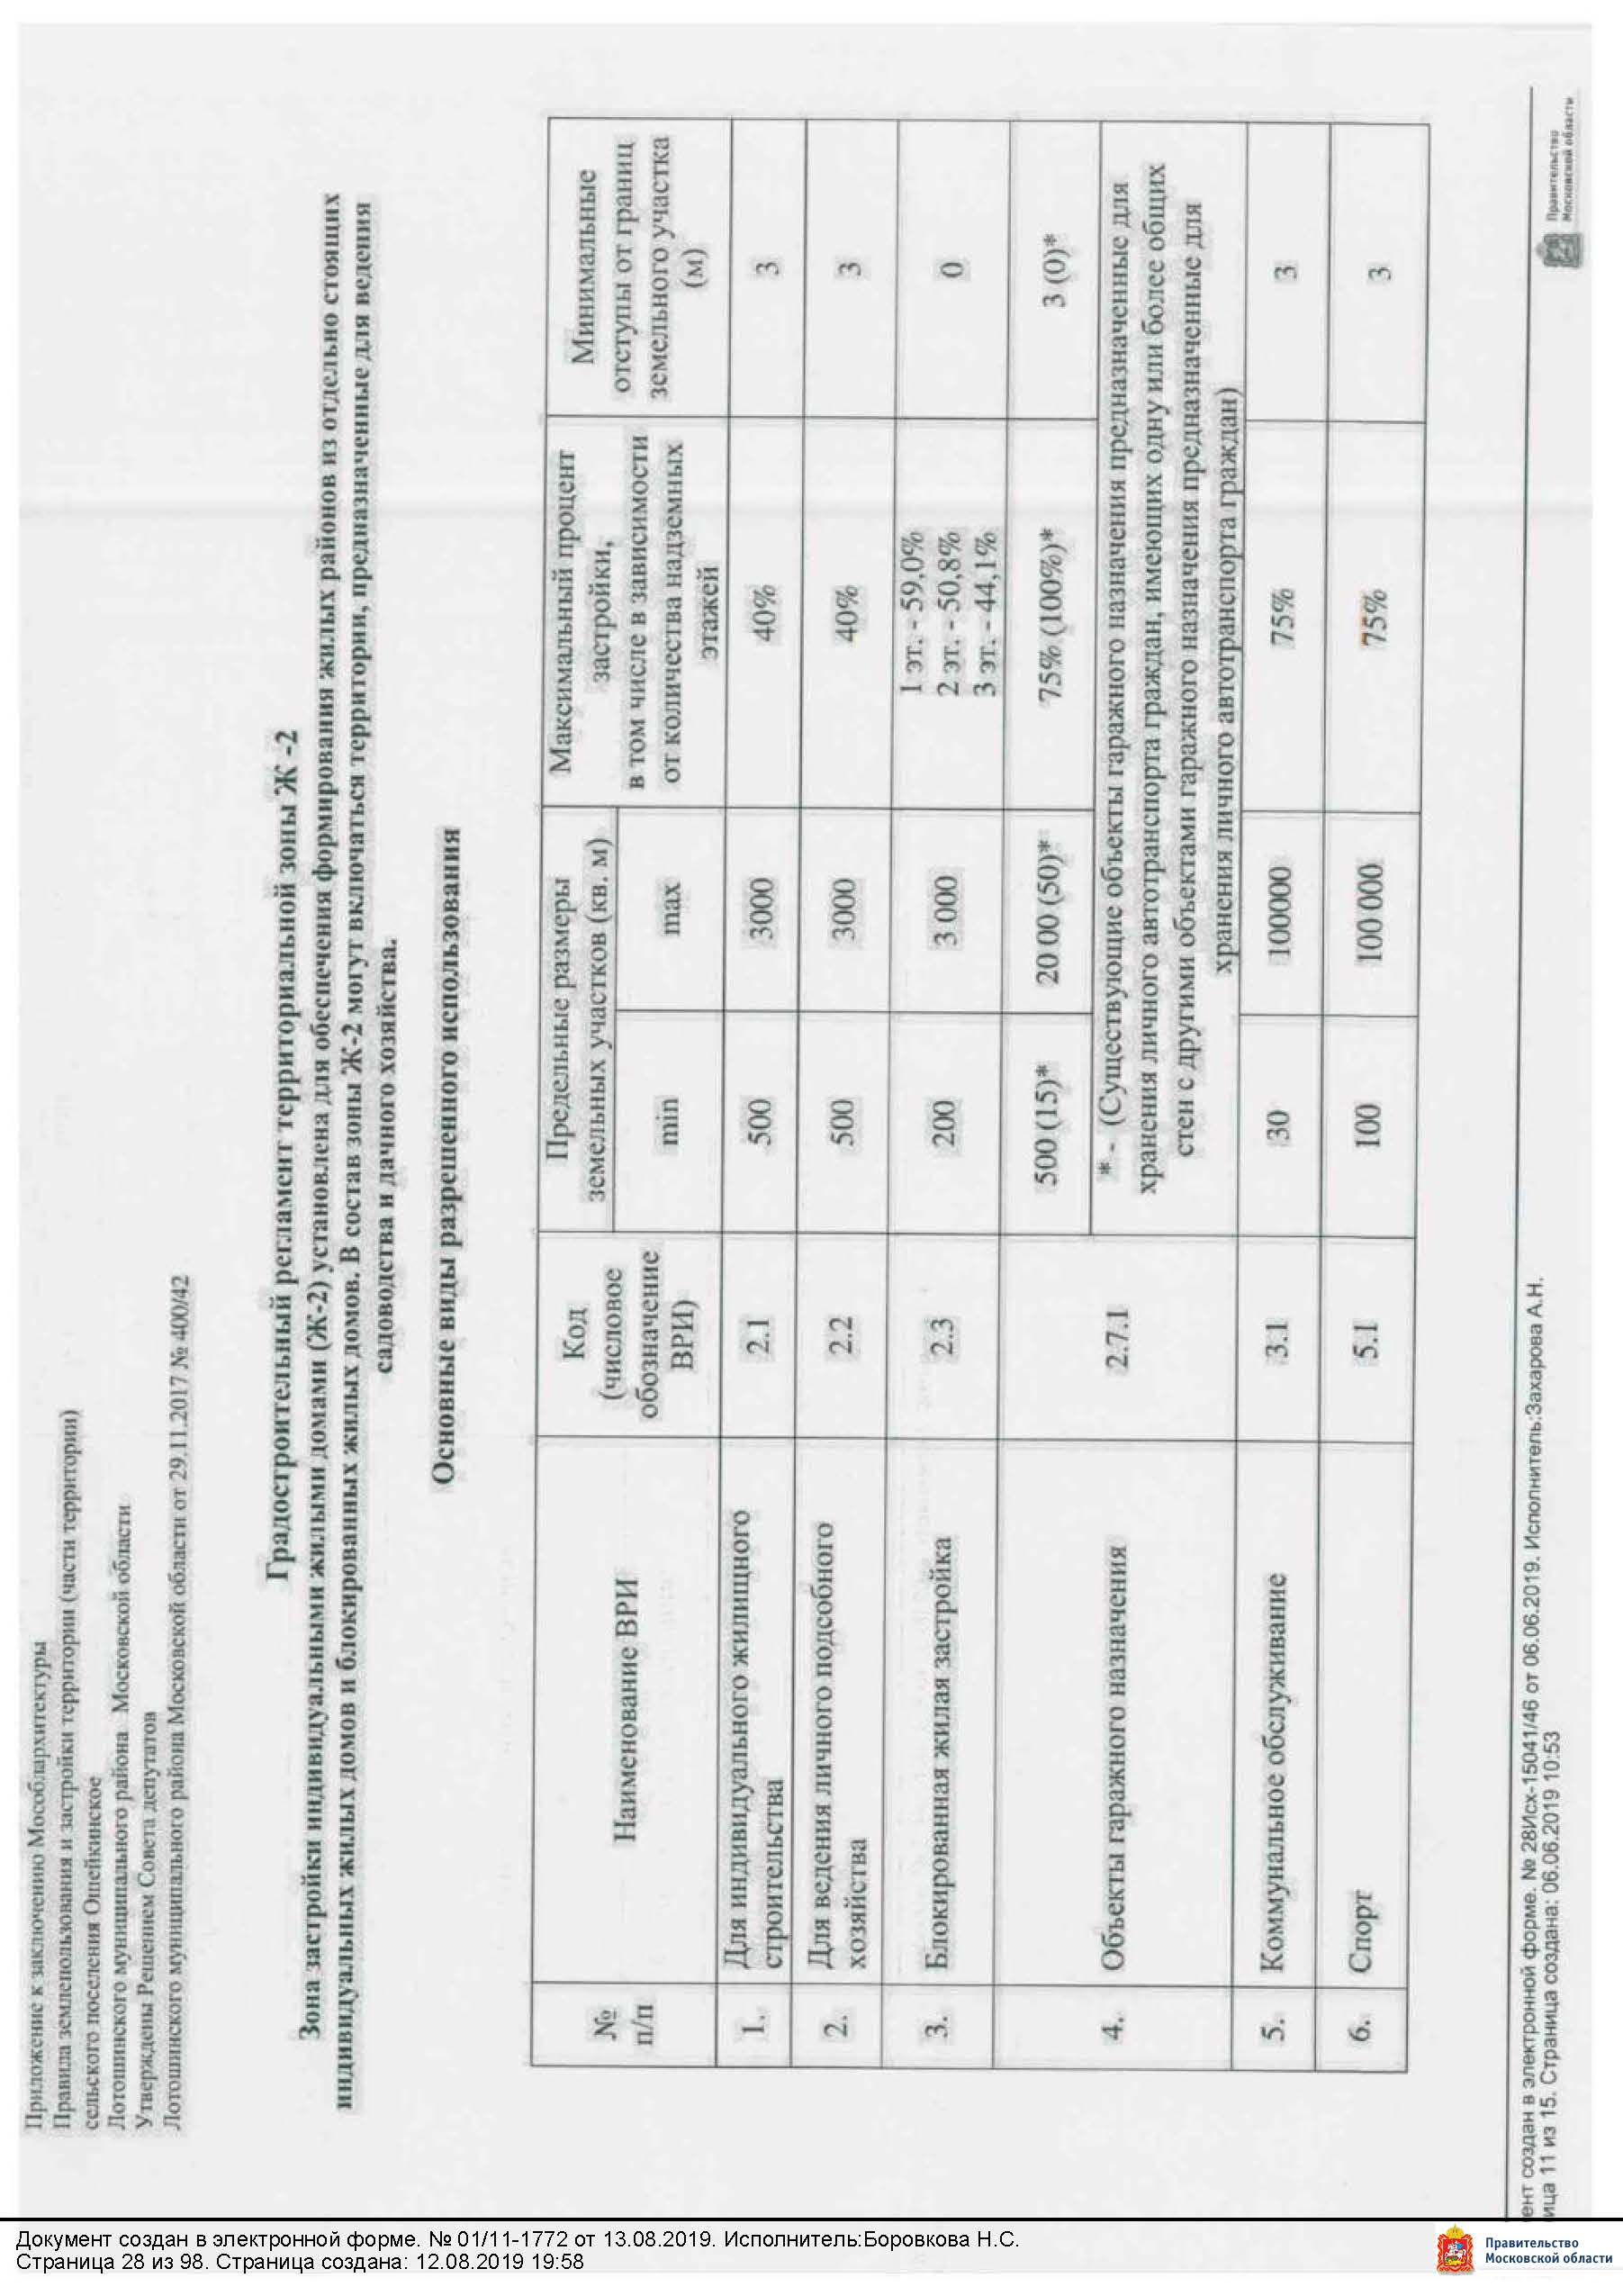 Приложение к заключению Мособлархитектуры
Правила землепользования и застройки территории (части территории)
сельского поселения Ошейкинское
Лотошинского муниципального района Московской области
Утверждены Решением Совета депутатов
Лотошинского муниципального района Московской области от 29.11.2017 № 400/42
Градостроительный регламент территориальной зоны Ж -2
Зона застройки индивидуальными жилыми домами (Ж-2) установлена для обеспечения формирования жилых районов из отдельно стоящих
индивидуальных жилых домов и блокированных жилых домов. В состав зоны Ж-2 могут включаться территории, предназначенные для ведения
садоводства и дачного хозяйства.
Основные виды разрешенного использования
№
п/п
Наименование ВРИ
Код
(числовое
обозначение
ВРИ)
Предельные размеры
земельных участков (кв. м)
min
max
Максимальный процент
застройки,
в том числе в зависимости
от количества надземных
этажей
Минимальные
отступы от границ
земельного участка
(м)
1. Для индивидуального жилищного 2.1 500 3000 40% 3
строительства
2. Для ведения личного подсобного 2.2 500 3000 40% 3
хозяйства
3. Блокированная жилая застройка 2.3 200 3 000 1 эт. - 59,0% 0
2 эт. - 50,8%
3 эт. - 44,1%
4. Объекты гаражного назначения 2.7.1 500 (15)* 20 00 (50)* 75% (100%)* 3 (0)*
* - (Существующие объекты гаражного назначения предназначенные для
хранения личного автотранспорта граждан, имеющих одну или более общих
стен с другими объектами гаражного назначения предназначенные для
хранения личного автотранспорта граждан)
5. Коммунальное обслуживание 3.1 30 100000 75% 3
6. Спорт 5.1 100 100 000 75% 3
ент создан в электронной форме. № 28Исх-15041/46 от 06.06.2019. Исполнитель:Захарова А.Н.
ица 11 из 15. Страница создана: 06.06.2019 10:53
Правительство
Московской области
Документ создан в электронной форме. № 01/11-1772 от 13.08.2019. Исполнитель:Боровкова Н.С.
Страница 28 из 98. Страница создана: 12.08.2019 19:58
Правительство
Московской области